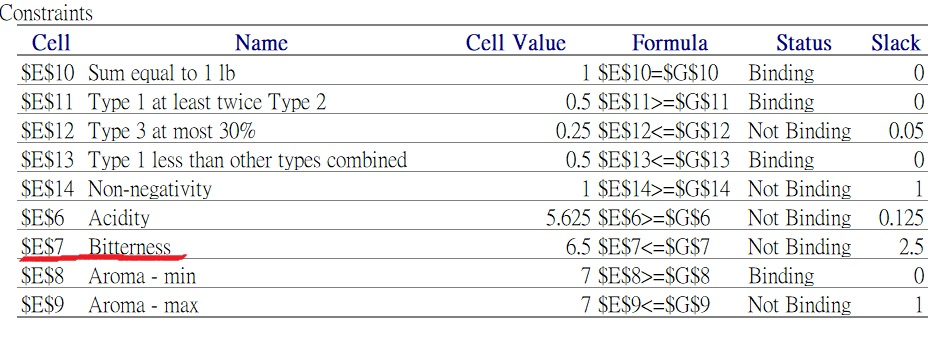 Constraints
Cell Name Cell Value Formula Status Slack
$E$10 Sum equal to 1 lb 1 $E$10=$G$10 Binding 0
$E$11 Type 1 at least twice Type 2 0.5 $E$11>=$G$11 Binding 0
$E$12 Type 3 at most 30% 0.25 $E$12<=$G$12 Not Binding 0.05
$E$13 Type 1 less than other types combined 0.5 $E$13<=$G$13 Binding 0
$E$14 Non-negativity 1 $E$14>=$G$14 Not Binding 1
$E$6 Acidity 5.625 $E$6>=$G$6 Not Binding 0.125
$E$7 Bitterness 6.5 $E$7<=$G$7 Not Binding 2.5
$E$8 Aroma - min 7 $E$8>=$G$8 Binding 0
$E$9 Aroma - max 7 $E$9<=$G$9 Not Binding 1